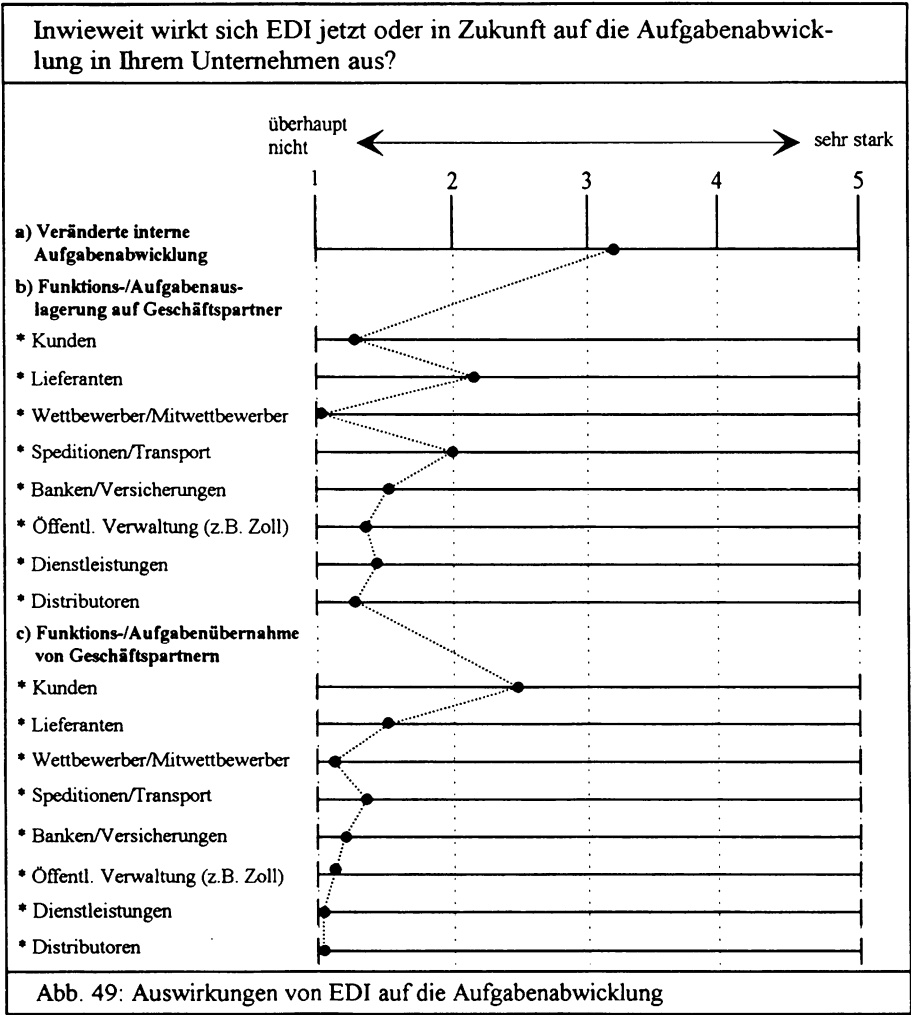 Inwieweit wirkt sich EDI jetzt oder in Zukunft auf die Aufgabenabwick-
lung in Ihrem Unternehmen aus?
überhaupt
nicht
sehr stark
1 2 3 4 5
a) Veränderte interne
Aufgabenabwicklung
b) Funktions-/Aufgabenaus-
lagerung auf Geschäftspartner
* Kunden
* Lieferanten
* Wettbewerber/Mitwettbewerber
* Speditionen/Transport
* Banken/Versicherungen
* Öffentl. Verwaltung (z.B. Zoll)
* Dienstleistungen
* Distributoren
c) Funktions-/Aufgabenübernahme
von Geschäftspartnern
* Kunden
* Lieferanten
* Wettbewerber/Mitwettbewerber
* Speditionen/Transport
* Banken/Versicherungen
* Öffentl. Verwaltung (z.B. Zoll)
* Dienstleistungen
* Distributoren
Abb. 49: Auswirkungen von EDI auf die Aufgabenabwicklung